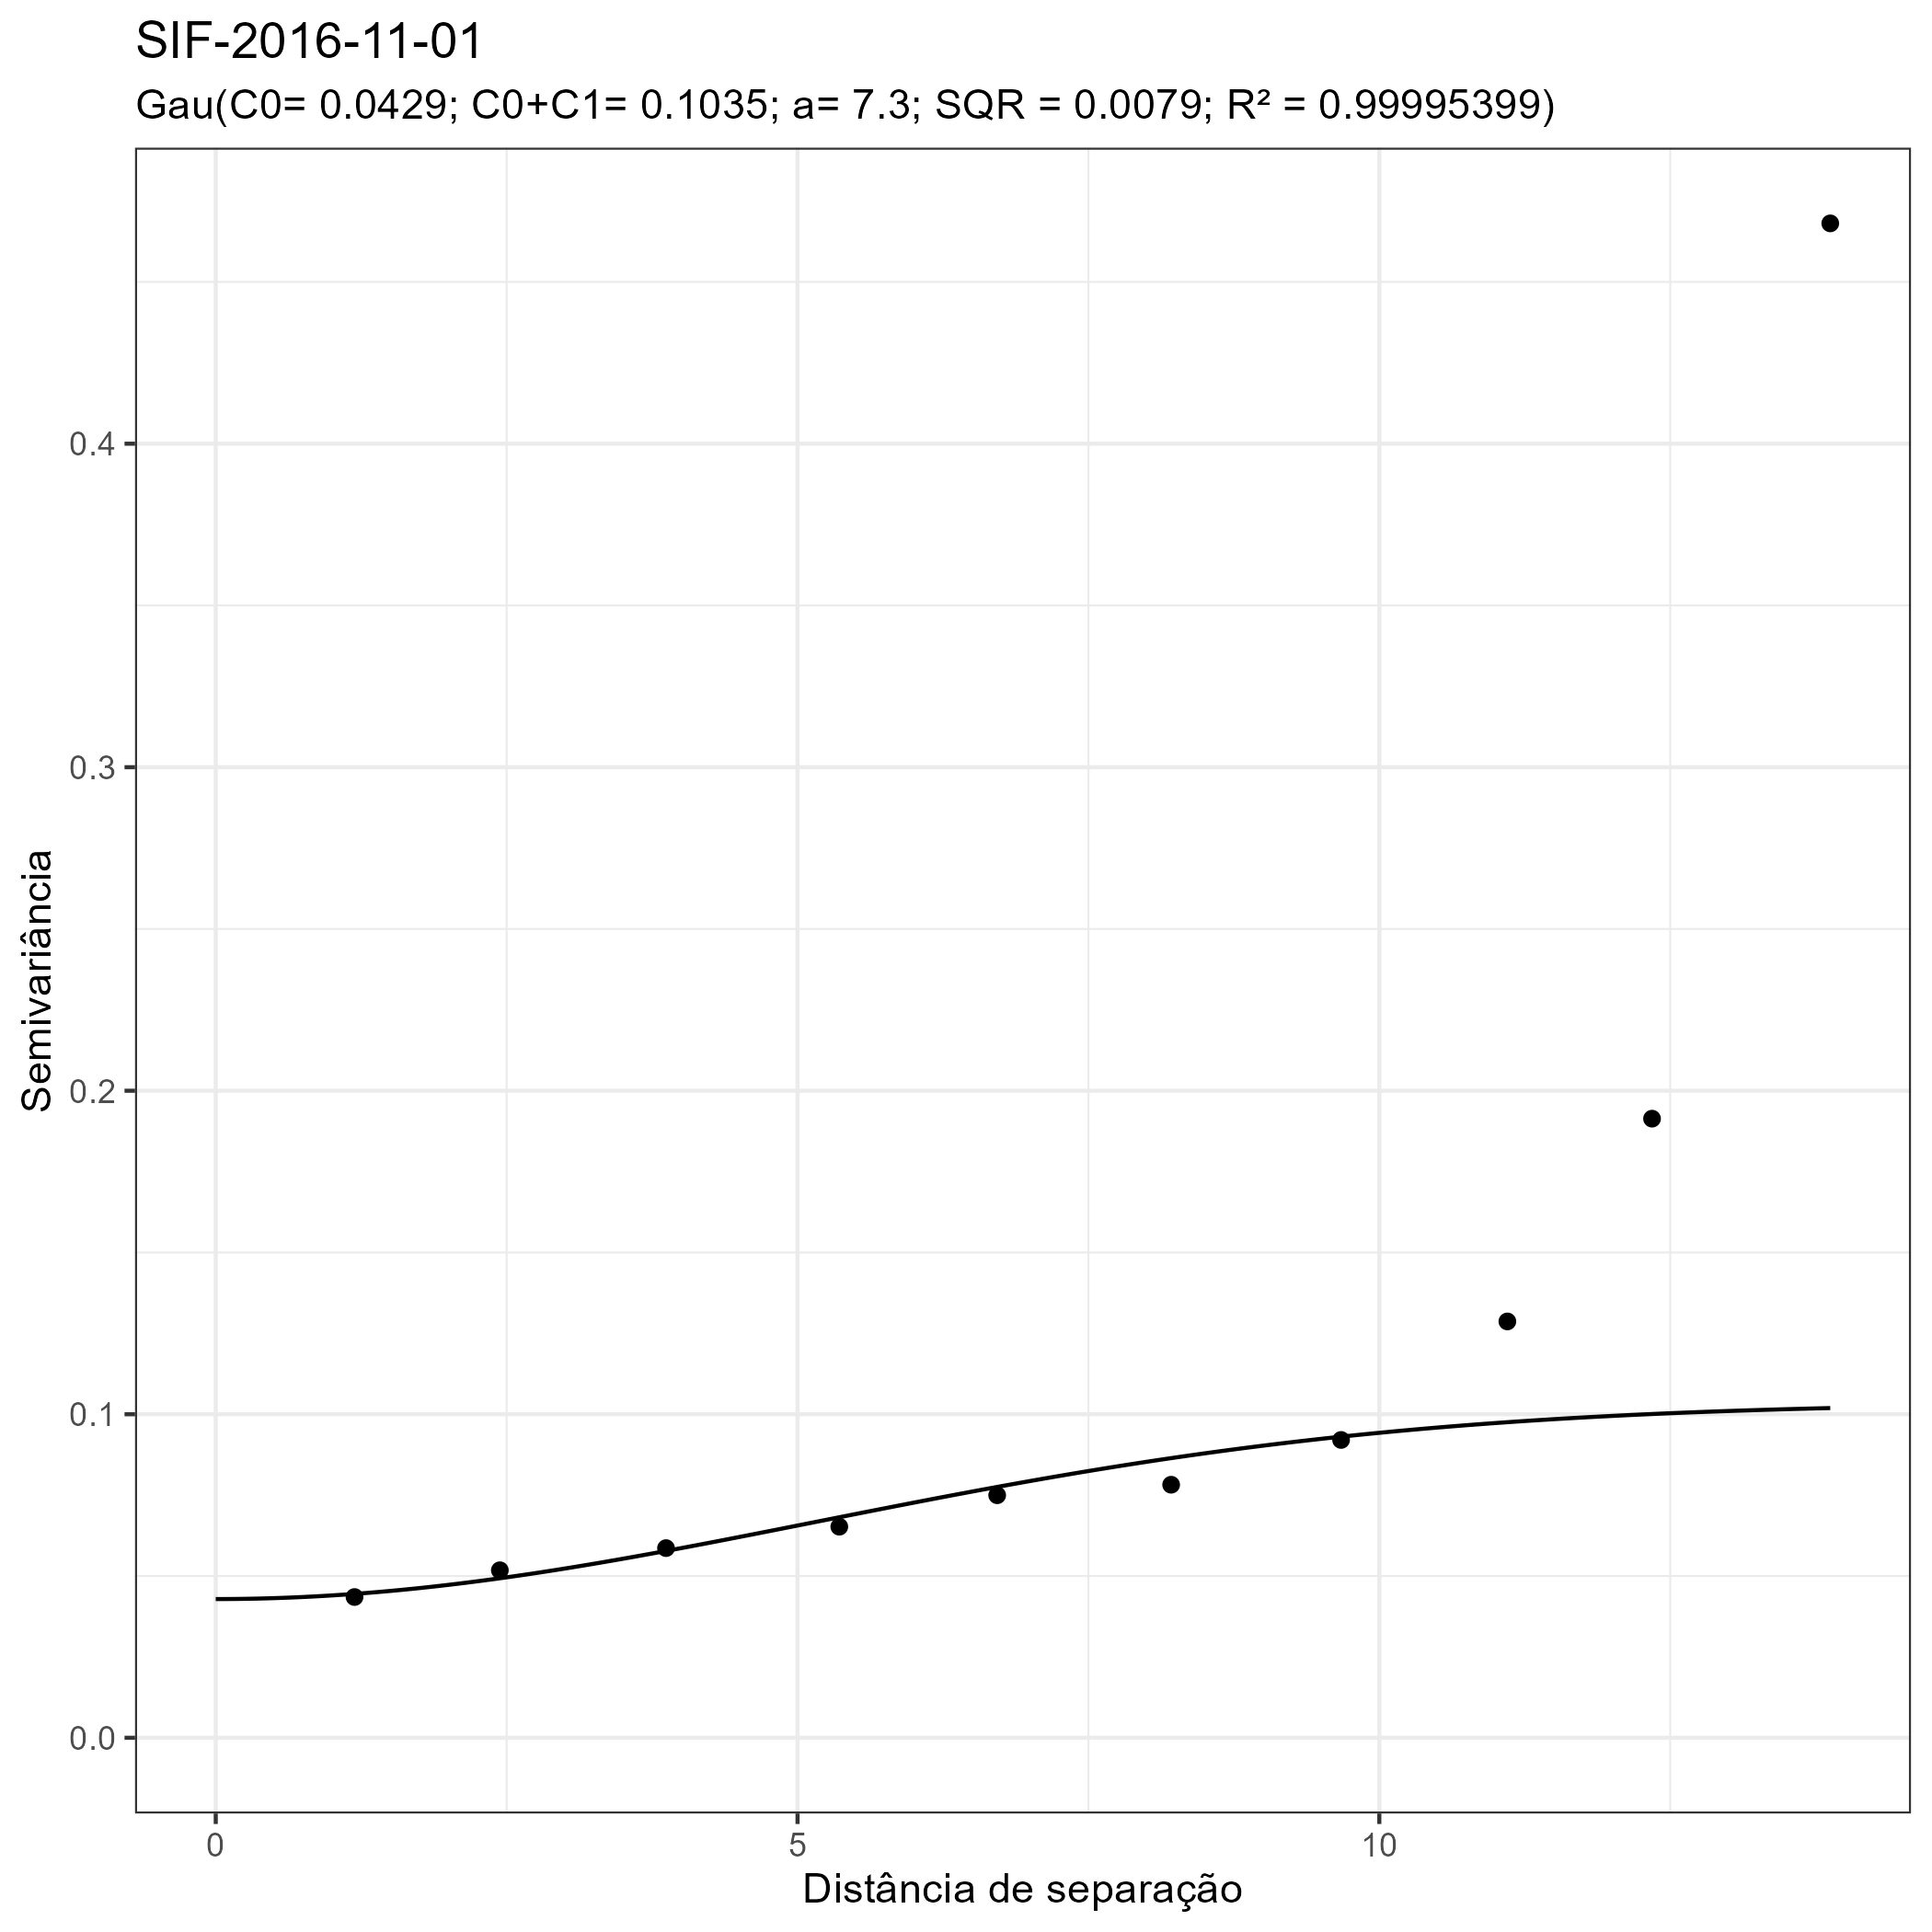 SIF-2016-11-01
Gau(C0= 0.0429; C0+C1= 0.1035; a= 7.3; SQR = 0.0079; R² = 0.99995399)
Semivariância
0.4
0.3
0.2
0.1
0.0
0
5
10
Distância de separação